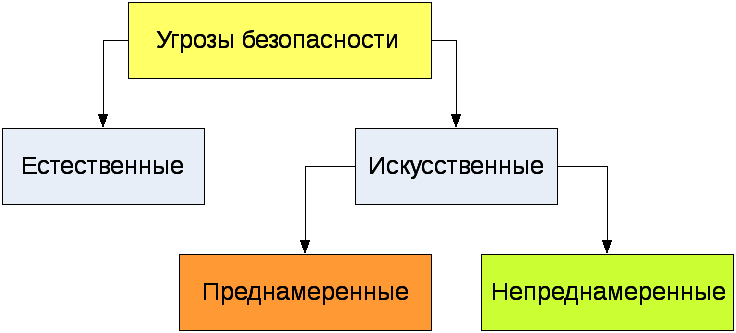 Угрозы безопасности
Естественные
Искусственные
Преднамеренные
Непреднамеренные